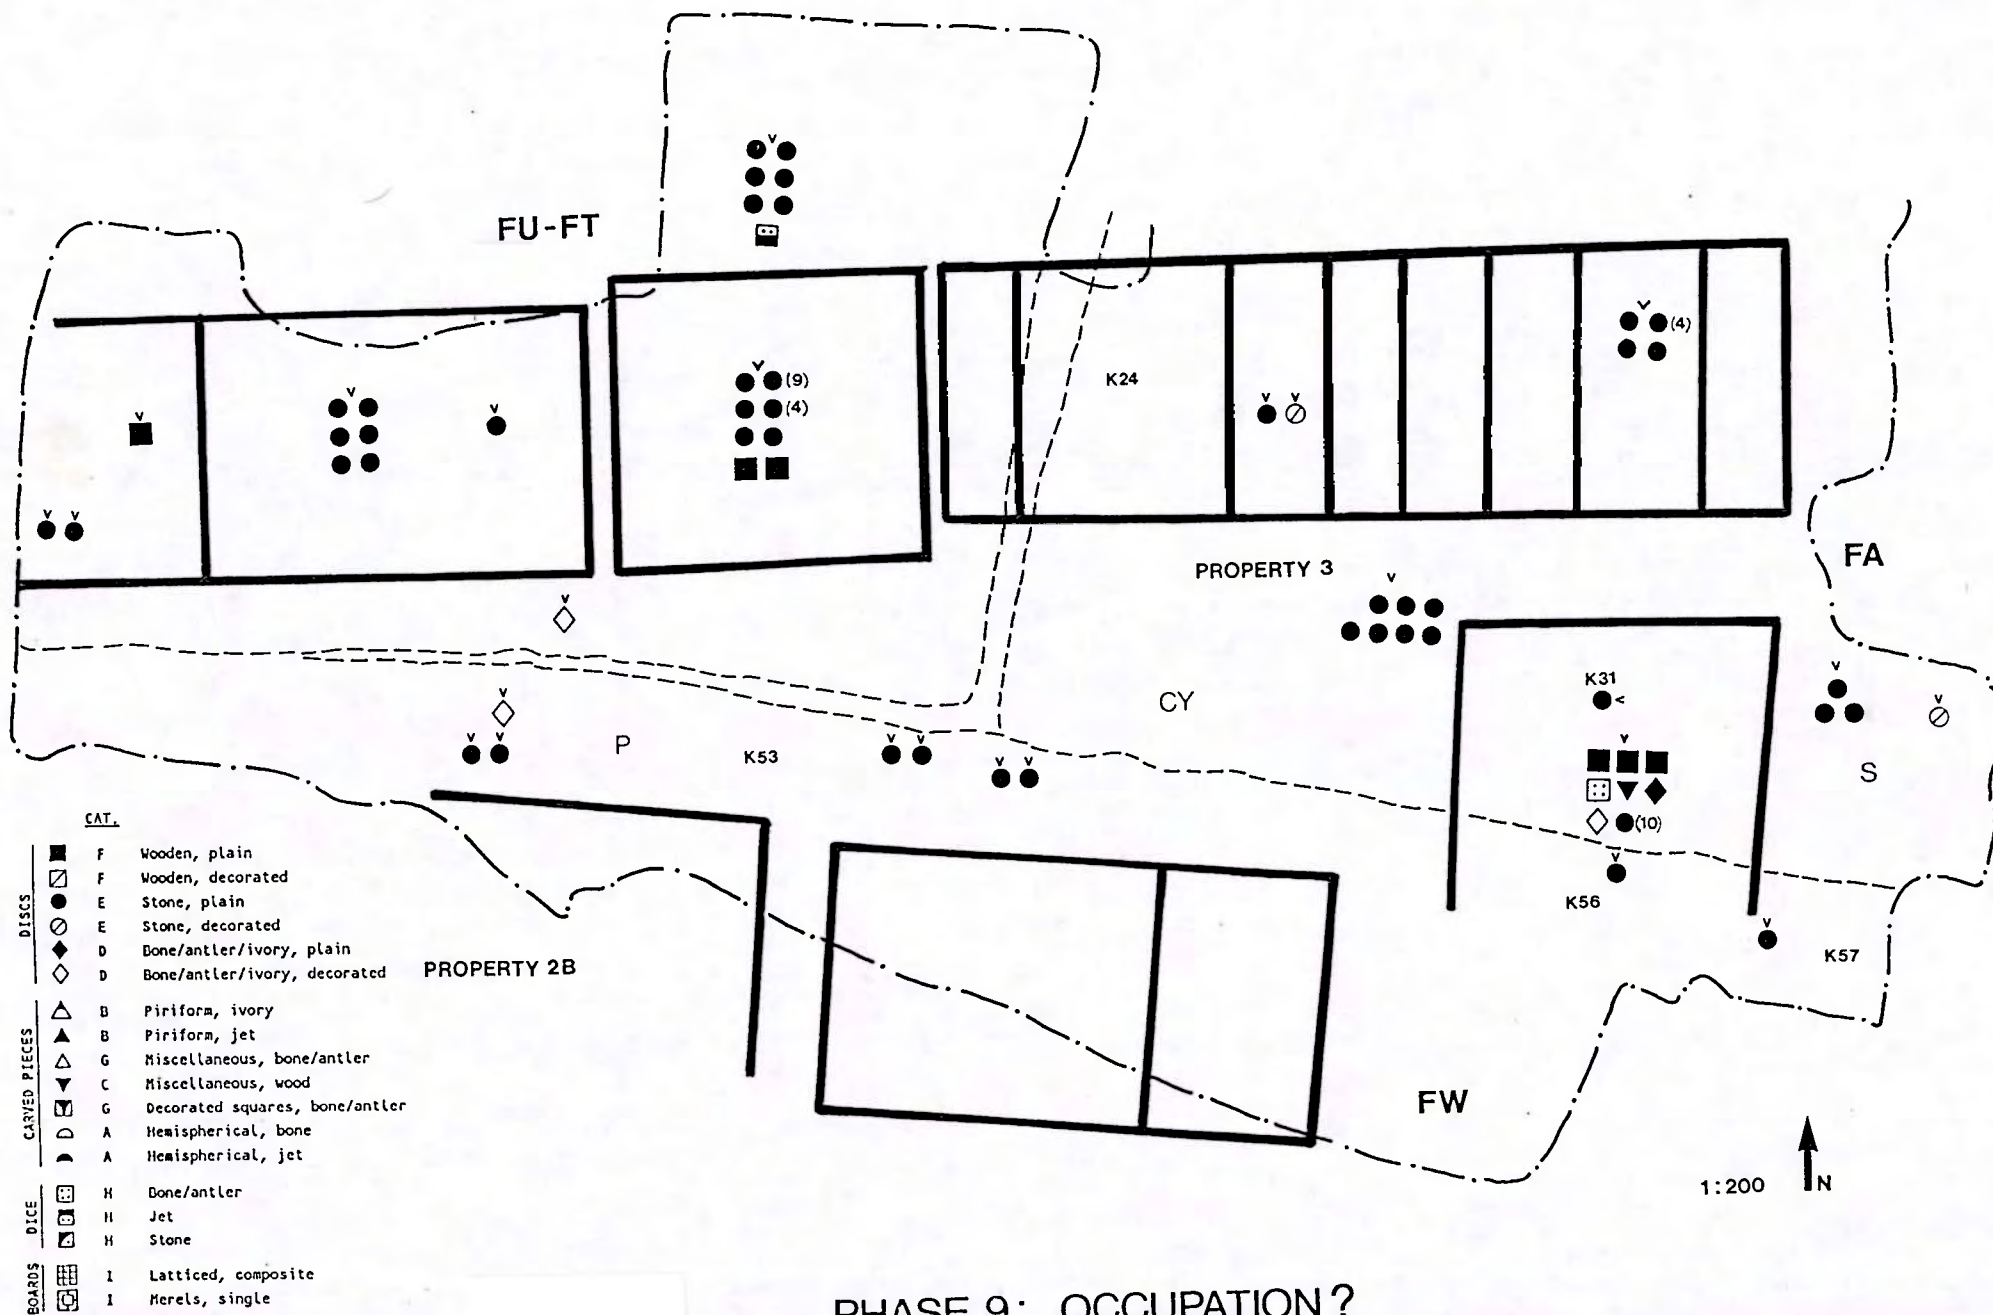 FU-FT
(9)
(4)
K24
(4)
PROPERTY 3
FA
K31
CY
P
K53
S
(10)
K56
K57
PROPERTY 2B
FW
1:200
N
CAT.
DISCS
F Wooden, plain
F Wooden, decorated
E Stone, plain
E Stone, decorated
D Bone/antler/ivory, plain
D Bone/antler/ivory, decorated
CARVED PIECES
B Piriform, ivory
B Piriform, jet
G Miscellaneous, bone/antler
C Miscellaneous, wood
G Decorated squares, bone/antler
A Hemispherical, bone
A Hemispherical, jet
DICE
H Bone/antler
H Jet
H Stone
BOARDS
I Latticed, composite
I Merels, single
PHASE 9: OCCUPATION?